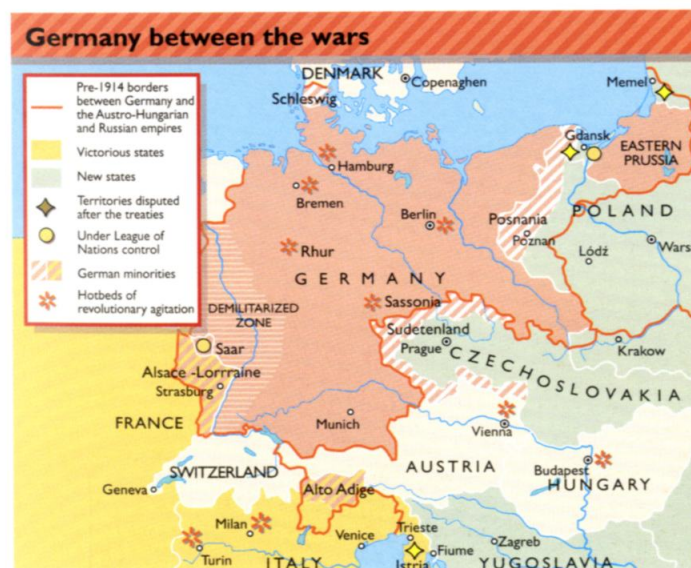 Germany between the wars
Pre-1914 borders
between Germany and
the Austro-Hungarian
and Russian empires
Victorious states
New states
Territories disputed
after the treaties
Under League of
Nations control
German minorities
Hotbeds of
revolutionary agitation
DENMARK
Copenaghen
Schleswig
Memel
Gdansk
EASTERN
PRUSSIA
Hamburg
Bremen
Berlin
Posnania
POLAND
Poznan
Lódź
Wars
Rhur
GERMANY
Sassonia
DEMILITARIZED
ZONE
Sudetenland
Prague
Krakow
CZECHOSLOVAKIA
Saar
Alsace -Lorrraine
Strasburg
FRANCE
Munich
Vienna
SWITZERLAND
AUSTRIA
Budapest
HUNGARY
Geneva
Alto Adige
Milan
Venice
Trieste
Zagreb
Fiume
Turin
ITALY
Istria
YUGOSLAVIA